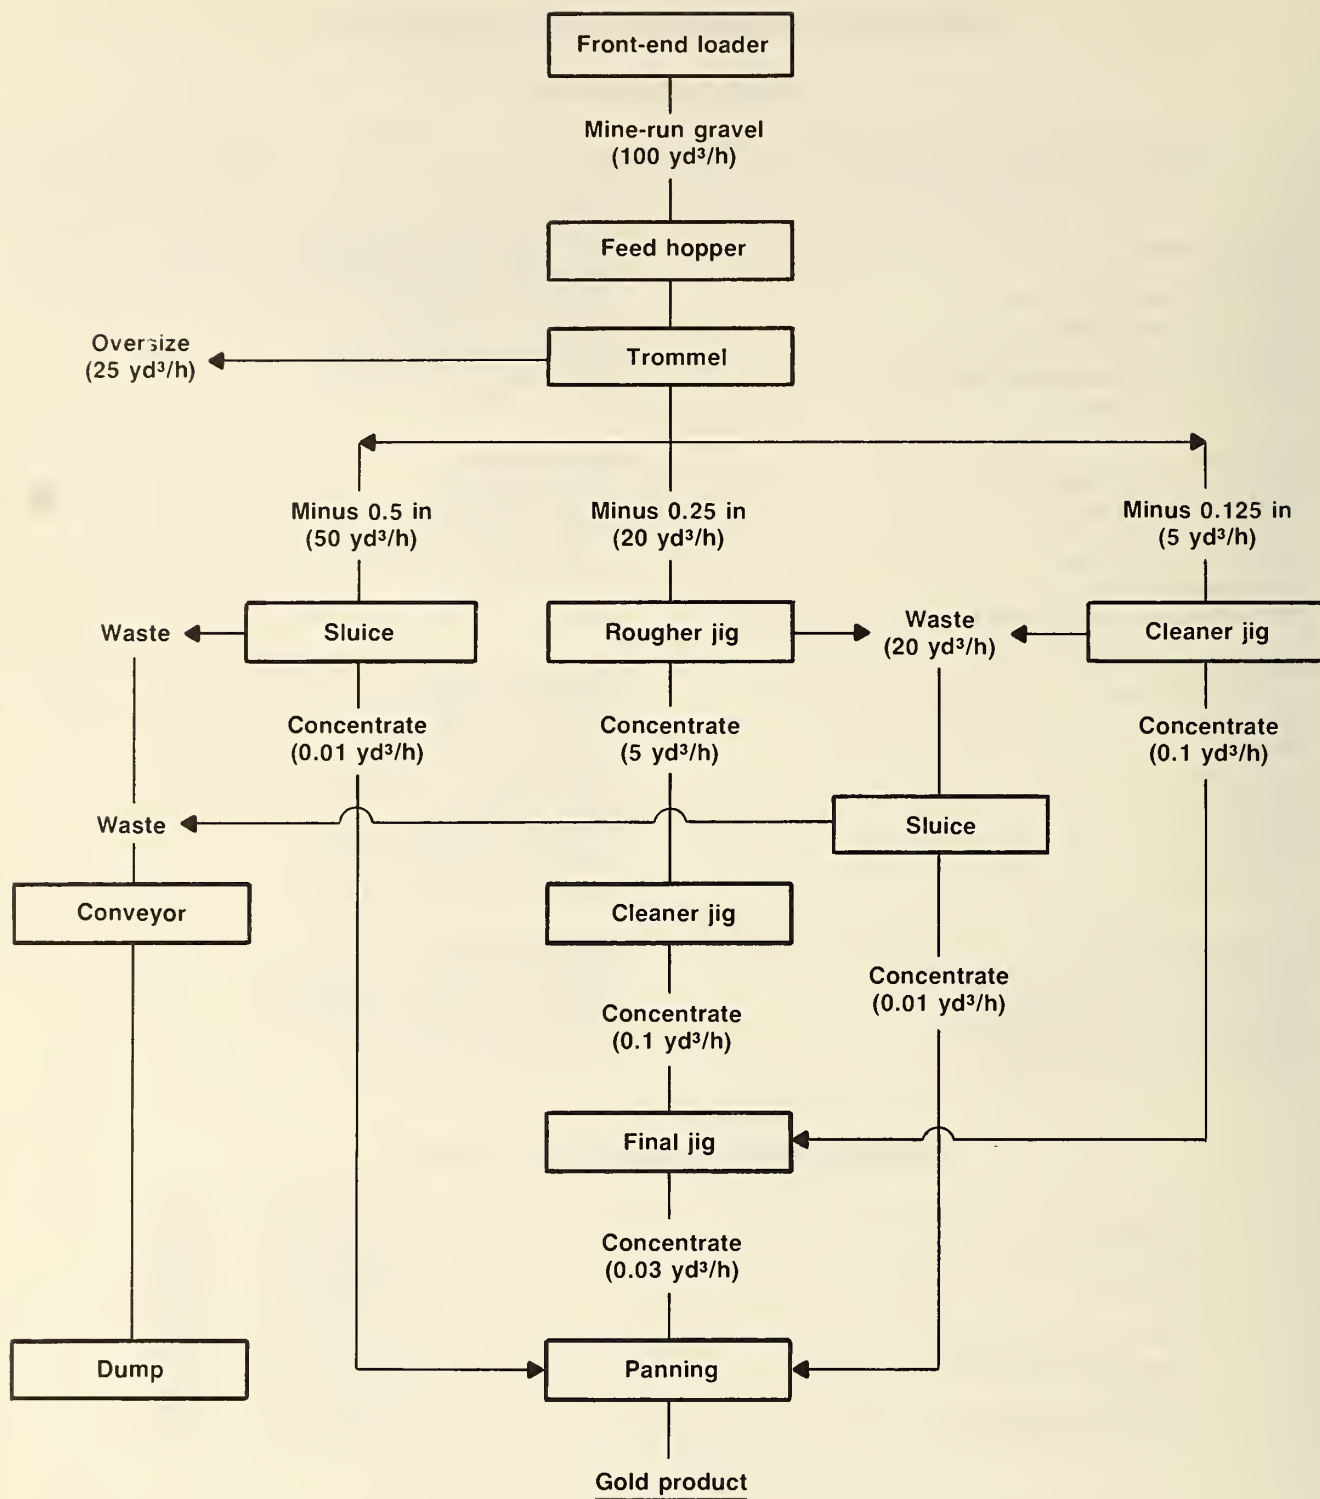 Front-end loader
Mine-run gravel
(100 yd³/h)
Feed hopper
Oversize
(25 yd³/h)
Trommel
Minus 0.5 in
(50 yd³/h)
Minus 0.25 in
(20 yd³/h)
Minus 0.125 in
(5 yd³/h)
Waste
Sluice
Rougher jig
Waste
(20 yd³/h)
Cleaner jig
Concentrate
(0.01 yd³/h)
Concentrate
(5 yd³/h)
Concentrate
(0.1 yd³/h)
Waste
Sluice
Conveyor
Cleaner jig
Concentrate
(0.01 yd³/h)
Concentrate
(0.1 yd³/h)
Final jig
Concentrate
(0.03 yd³/h)
Dump
Panning
Gold product